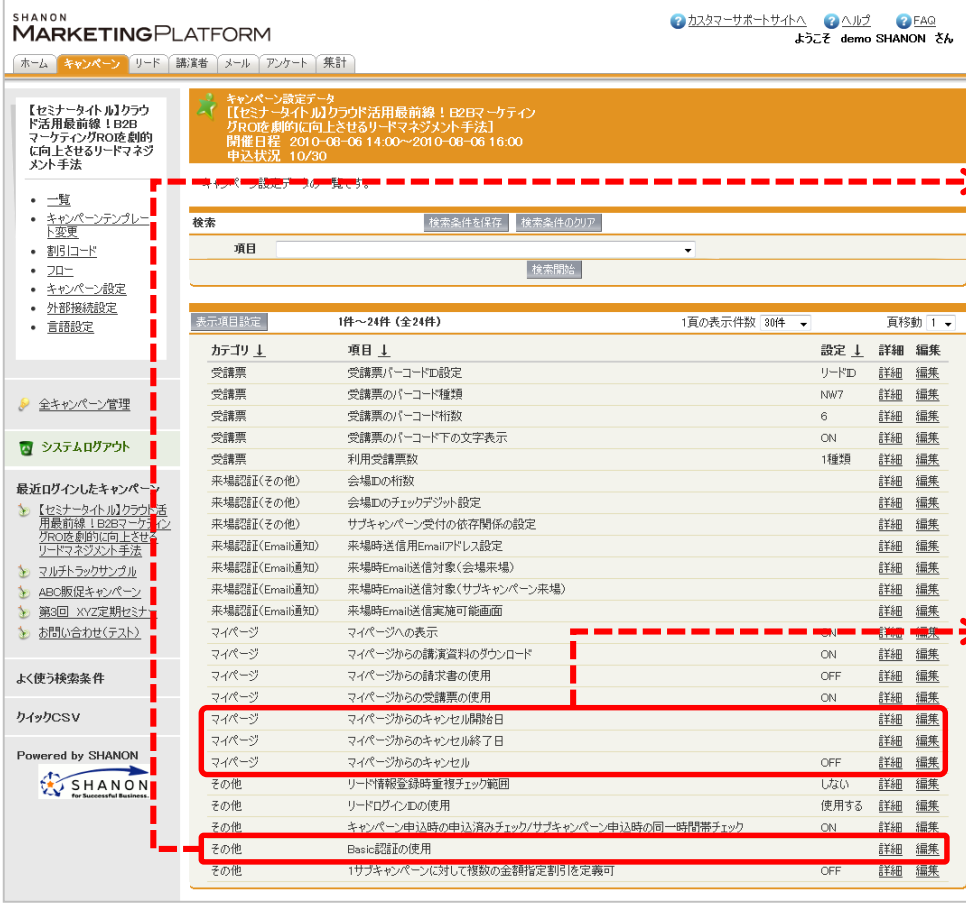 SHANON
MARKETINGPLATFORM
カスタマーサポートサイトへ ヘルプ FAQ
ようこそ demo SHANON さん
ホーム キャンペーン リード 講演者 メール アンケート 集計
【セミナータイトル】クラウ
ド活用最前線！B2B
マーケティングROIを劇的
に向上させるリードマネジ
メント手法
• 一覧
• キャンペーンテンプレー
ト変更
• 割引コード
• フロー
• キャンペーン設定
• 外部接続設定
• 言語設定
全キャンペーン管理
システムログアウト
最近ログインしたキャンペーン
【セミナータイトル】クラウド活
用最前線！B2Bマーケティン
グROIを劇的に向上させる
リードマネジメント手法
マルチトラックサンプル
ABC販促キャンペーン
第3回 XYZ定期セミナー
お問い合わせ(テスト)
よく使う検索条件
クイックCSV
Powered by SHANON
SHANON
for Successful Business.
キャンペーン設定データ
[【セミナータイトル】クラウド活用最前線！B2Bマーケティン
グROIを劇的に向上させるリードマネジメント手法]
開催日程 2010-08-06 14:00～2010-08-06 16:00
申込状況 10/30
キャンペーン設定データの一覧です。
検索 検索条件を保存 検索条件のクリア
項目
検索開始
表示項目設定 1件～24件 (全24件) 1頁の表示件数 30件 頁移動 1
カテゴリ ↓ 項目 ↓ 設定 ↓ 詳細 編集
受講票 受講票バーコードID設定 リードID 詳細 編集
受講票 受講票のバーコード種類 NW7 詳細 編集
受講票 受講票のバーコード桁数 6 詳細 編集
受講票 受講票のバーコード下の文字表示 ON 詳細 編集
受講票 利用受講票数 1種類 詳細 編集
来場認証(その他) 会場IDの桁数 詳細 編集
来場認証(その他) 会場IDのチェックデジット設定 詳細 編集
来場認証(その他) サブキャンペーン受付の依存関係の設定 詳細 編集
来場認証(Email通知) 来場時送信用Emailアドレス設定 詳細 編集
来場認証(Email通知) 来場時Email送信対象(会場来場) 詳細 編集
来場認証(Email通知) 来場時Email送信対象(サブキャンペーン来場) 詳細 編集
来場認証(Email通知) 来場時Email送信実施可能画面 詳細 編集
マイページ マイページへの表示 ON 詳細 編集
マイページ マイページからの講演資料のダウンロード ON 詳細 編集
マイページ マイページからの請求書の使用 OFF 詳細 編集
マイページ マイページからの受講票の使用 ON 詳細 編集
マイページ マイページからのキャンセル開始日 詳細 編集
マイページ マイページからのキャンセル終了日 詳細 編集
マイページ マイページからのキャンセル OFF 詳細 編集
その他 リード情報登録時重複チェック範囲 しない 詳細 編集
その他 リードログインIDの使用 使用する 詳細 編集
その他 キャンペーン申込時の申込済みチェック/サブキャンペーン申込時の同一時間帯チェック ON 詳細 編集
その他 Basic認証の使用 詳細 編集
その他 1サブキャンペーンに対して複数の金額指定割引を定義可 OFF 詳細 編集